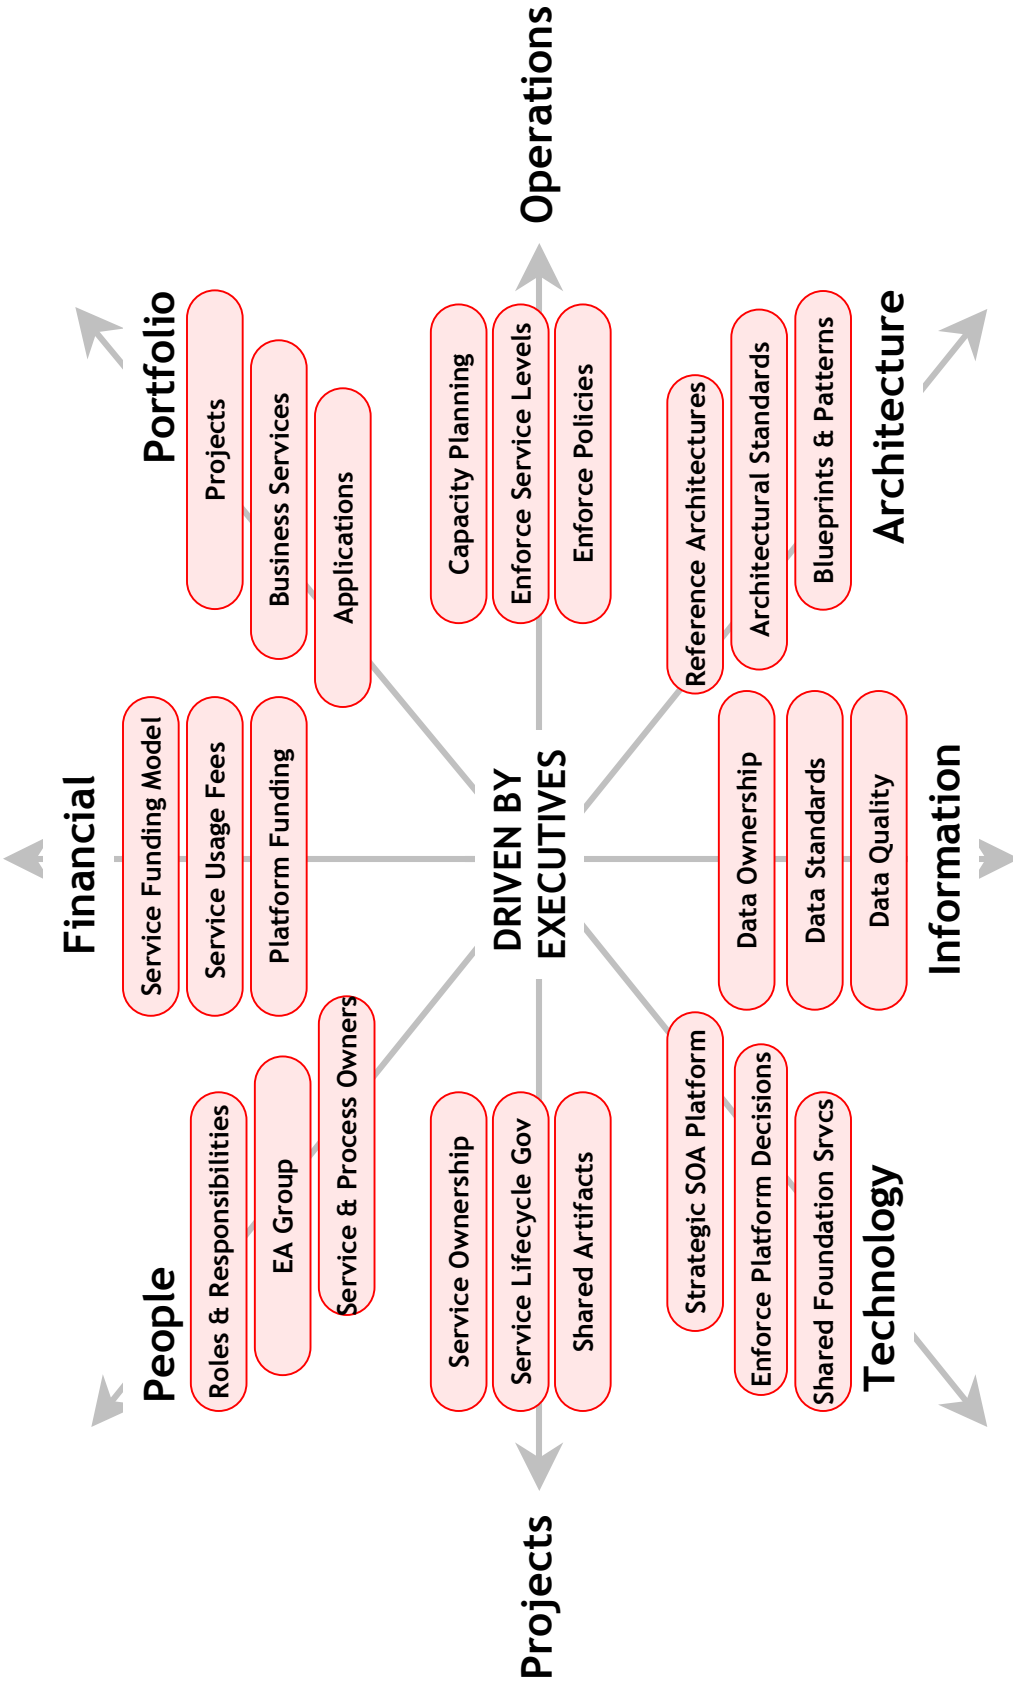 Financial
Service Funding Model
Service Usage Fees
Platform Funding
People
Roles & Responsibilities
EA Group
Service & Process Owners
Portfolio
Projects
Business Services
Applications
Projects
Service Ownership
Service Lifecycle Gov
Shared Artifacts
DRIVEN BY
EXECUTIVES
Capacity Planning
Enforce Service Levels
Enforce Policies
Operations
Strategic SOA Platform
Enforce Platform Decisions
Shared Foundation Srvcs
Technology
Data Ownership
Data Standards
Data Quality
Information
Reference Architectures
Architectural Standards
Blueprints & Patterns
Architecture